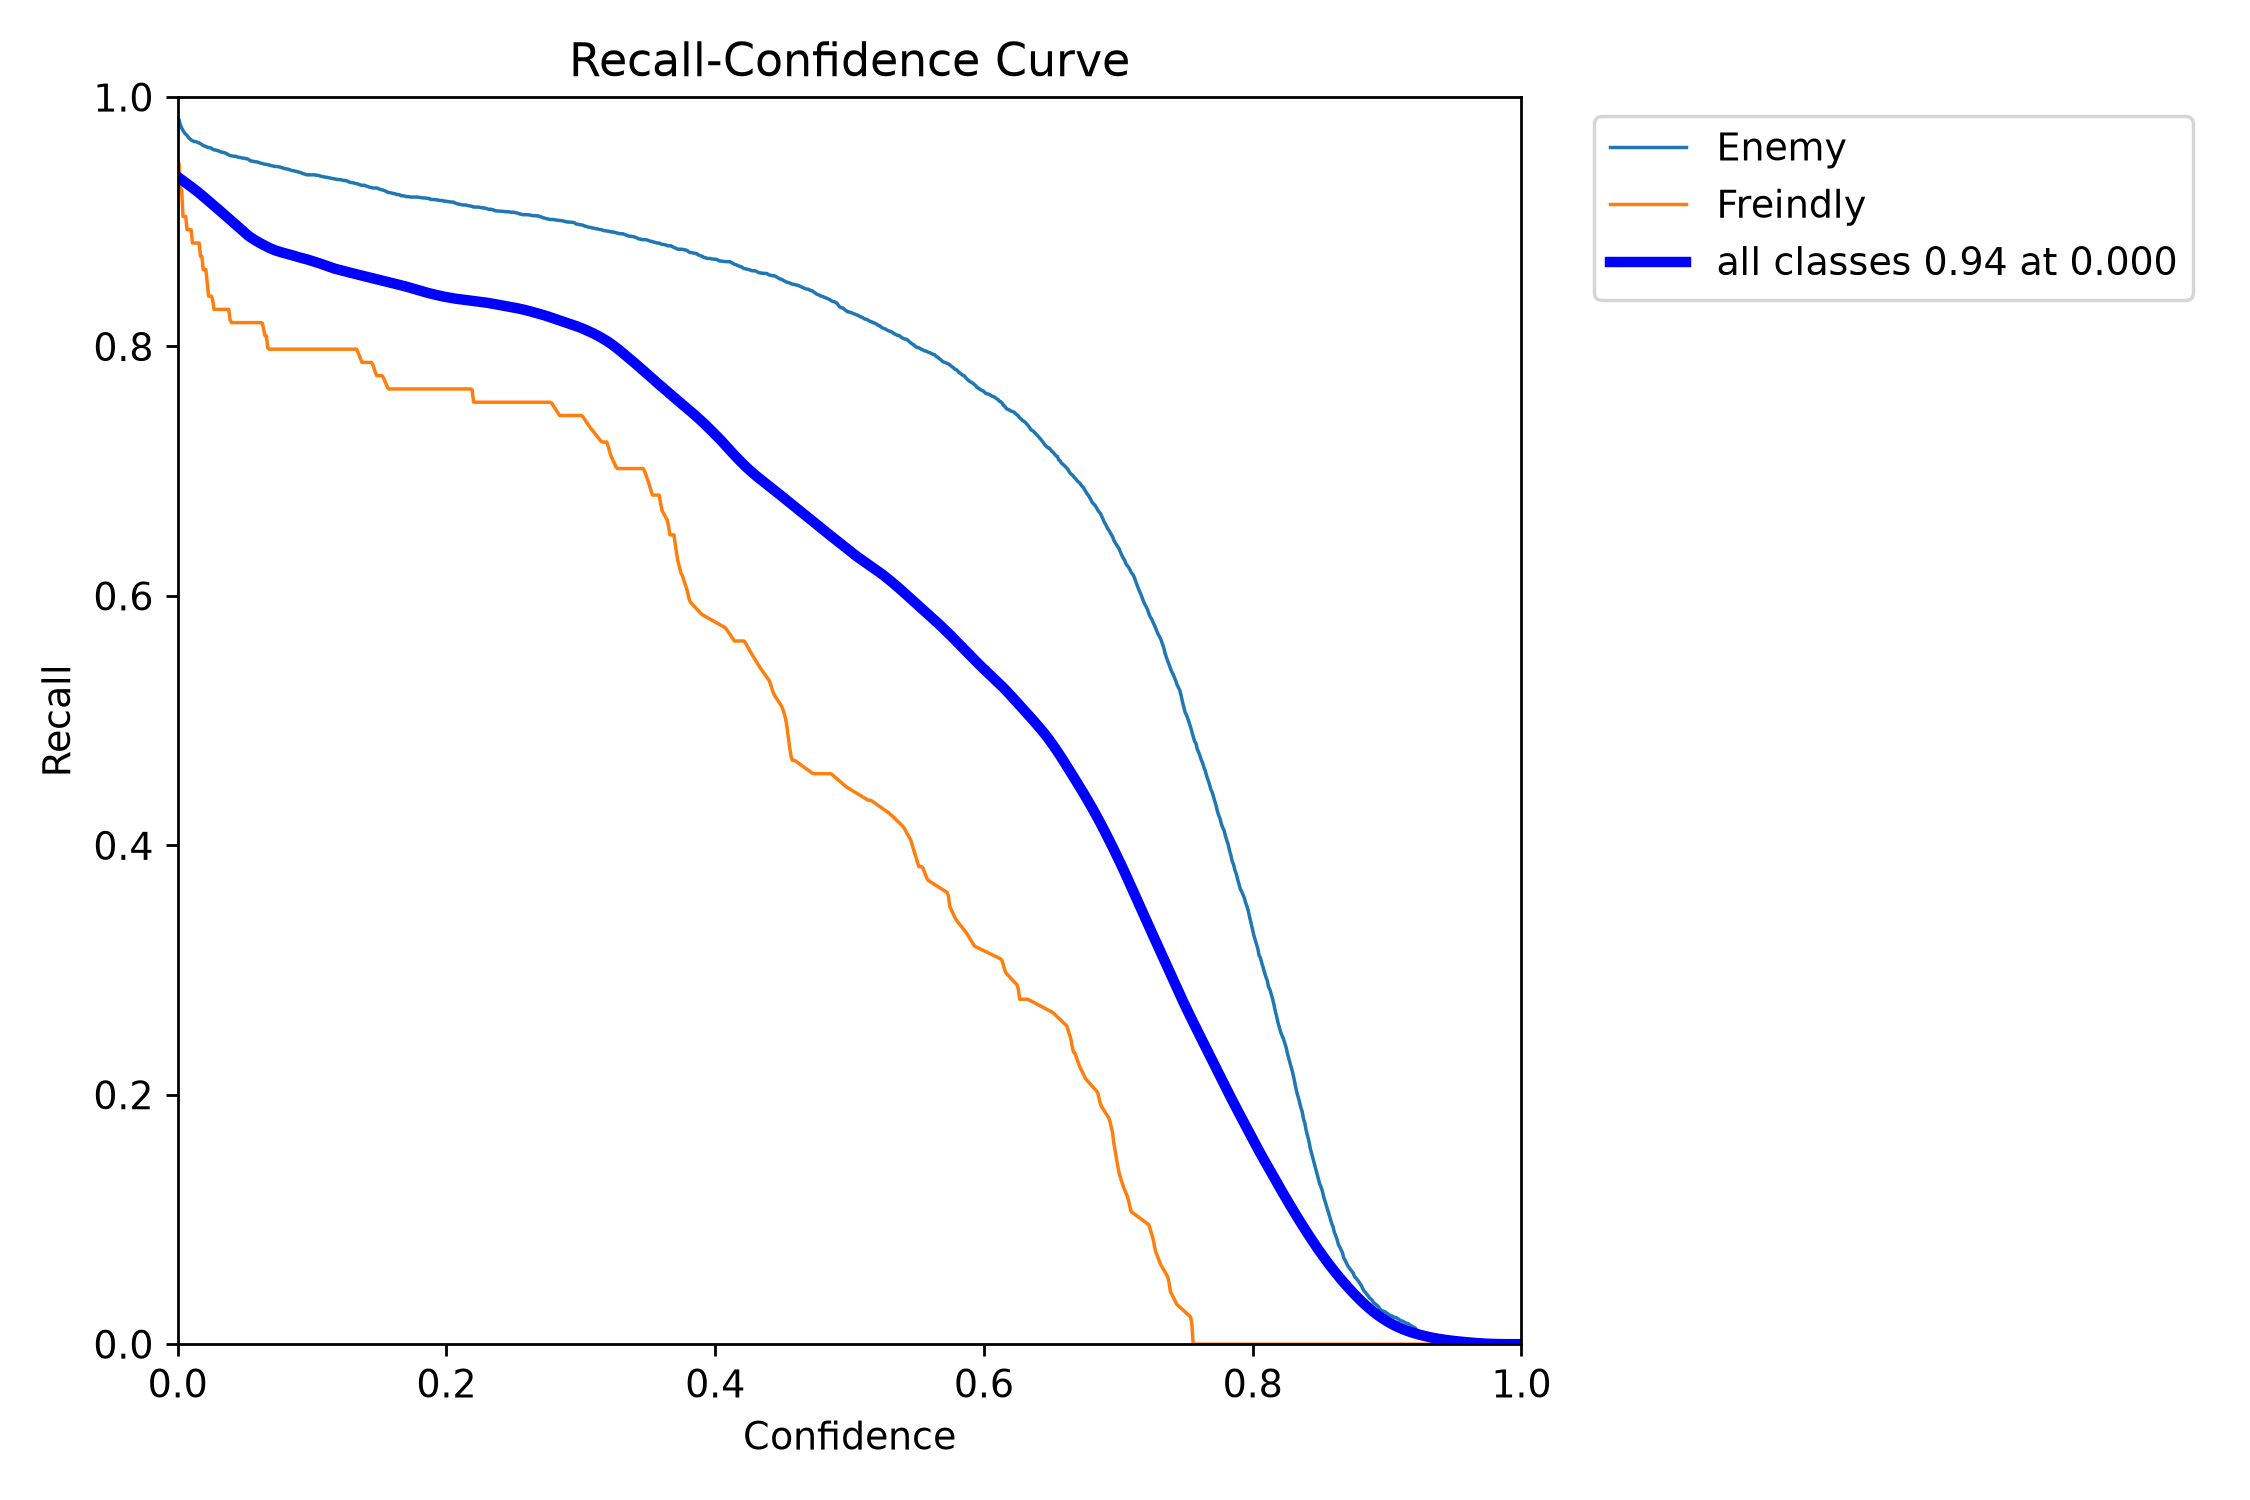 Recall-Confidence Curve
1.0
0.8
0.6
0.4
0.2
0.0
Recall
0.0 0.2 0.4 0.6 0.8 1.0
Confidence
Enemy
Freindly
all classes 0.94 at 0.000